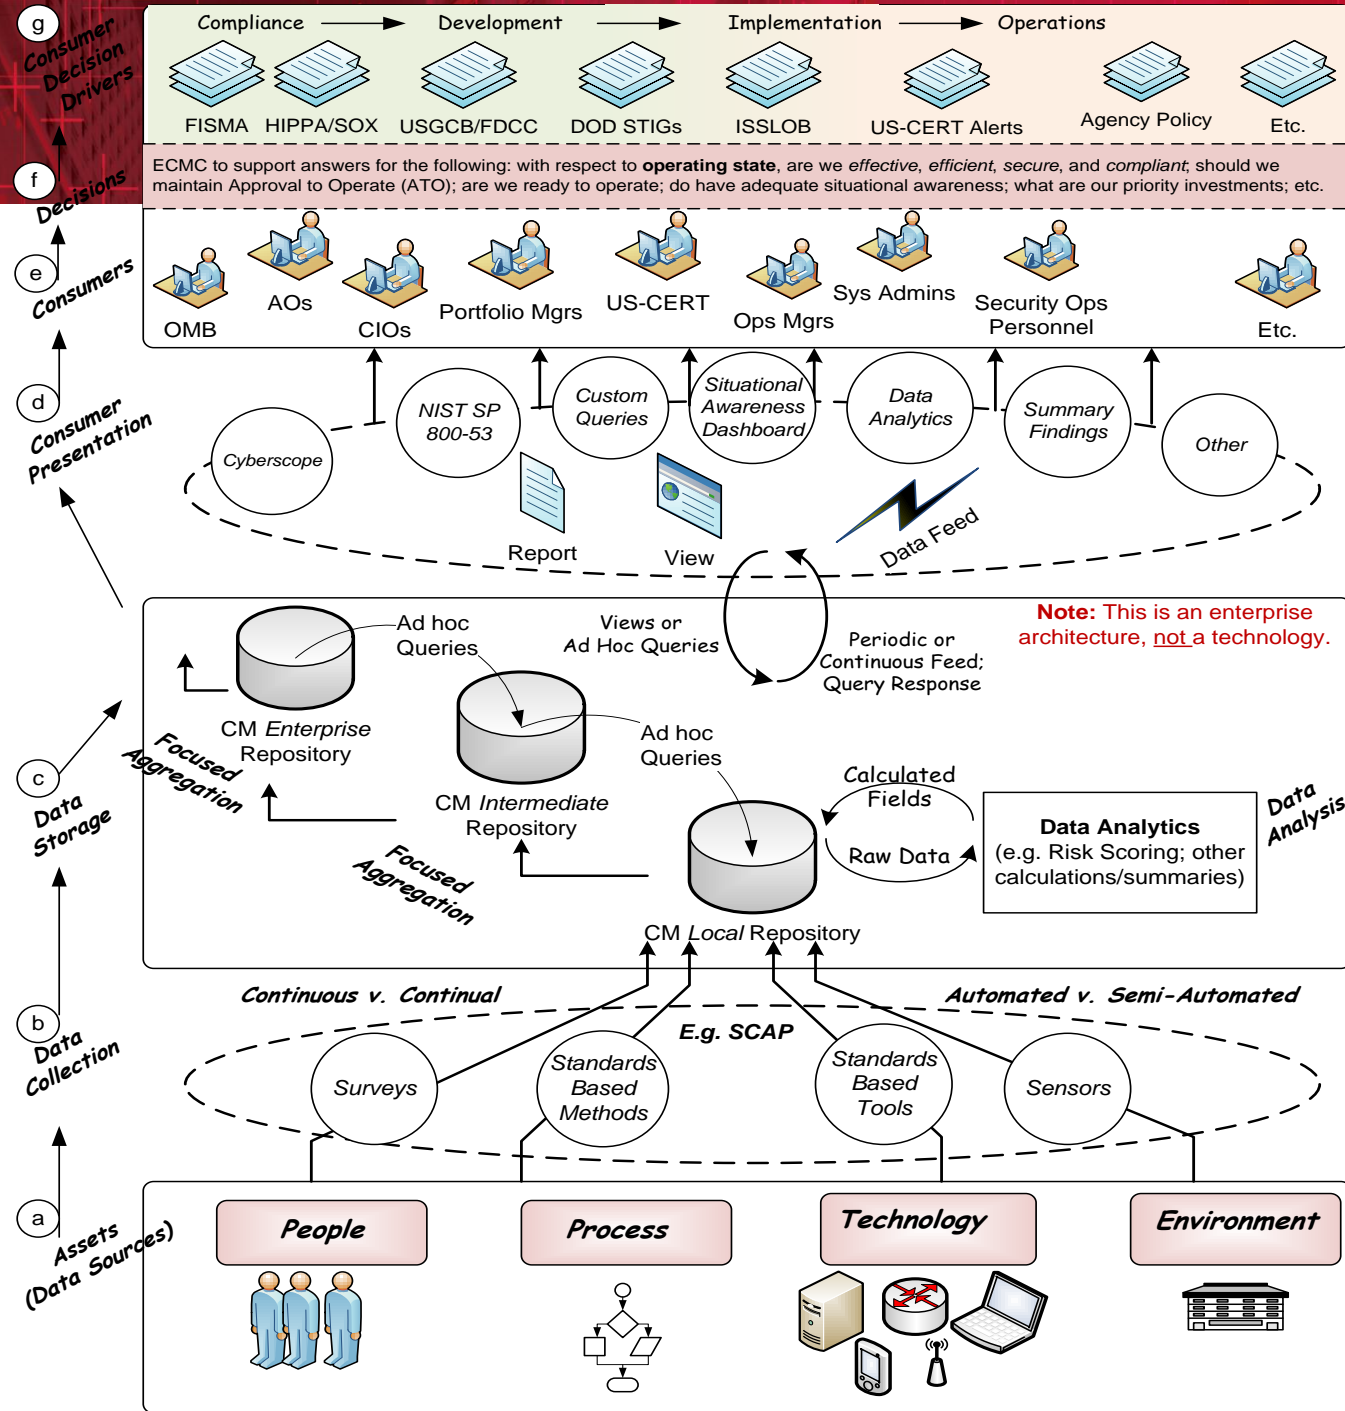 g
Consumer
Decision
Drivers
Compliance
Development
Implementation
Operations
FISMA
HIPPA/SOX
USGCB/FDCC
DOD STIGs
ISSLOB
US-CERT Alerts
Agency Policy
Etc.
f
Decisions
ECMC to support answers for the following: with respect to operating state, are we effective, efficient, secure, and compliant; should we
maintain Approval to Operate (ATO); are we ready to operate; do have adequate situational awareness; what are our priority investments; etc.
e
Consumers
OMB
AOs
CIOs
Portfolio Mgrs
US-CERT
Ops Mgrs
Sys Admins
Security Ops
Personnel
Etc.
d
Consumer
Presentation
Cyberscope
NIST SP
800-53
Custom
Queries
Situational
Awareness
Dashboard
Data
Analytics
Summary
Findings
Other
Report
View
Data Feed
Views or
Ad Hoc Queries
Periodic or
Continuous Feed;
Query Response
Note: This is an enterprise
architecture, not a technology.
c
Data
Storage
CM Enterprise
Repository
Ad hoc
Queries
Focused
Aggregation
CM Intermediate
Repository
Ad hoc
Queries
Focused
Aggregation
CM Local Repository
Calculated
Fields
Raw Data
Data Analytics
(e.g. Risk Scoring; other
calculations/summaries)
Data
Analysis
b
Data
Collection
Continuous v. Continual
Automated v. Semi-Automated
E.g. SCAP
Surveys
Standards
Based
Methods
Standards
Based
Tools
Sensors
a
Assets
(Data Sources)
People
Process
Technology
Environment